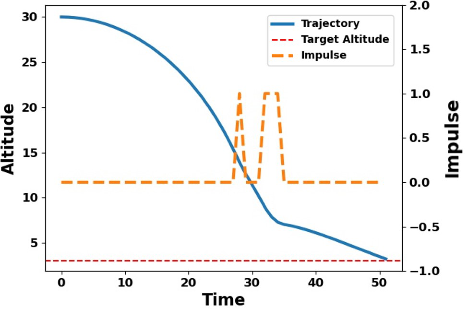 Trajectory
Target Altitude
Impulse
Altitude
30
25
20
15
10
5
2.0
1.5
1.0
0.5
0.0
−0.5
−1.0
Impulse
0 10 20 30 40 50
Time